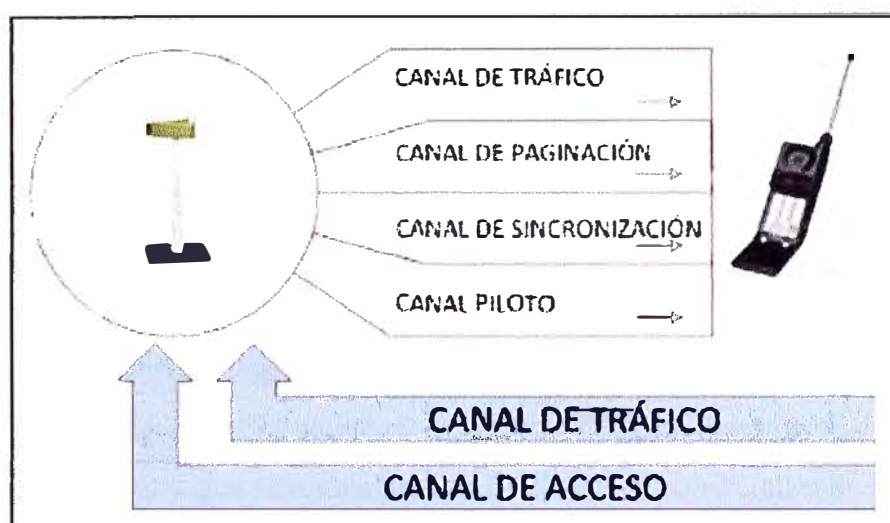 CANAL DE TRÁFICO
CANAL DE PAGINACIÓN
CANAL DE SINCRONIZACIÓN
CANAL PILOTO
CANAL DE TRÁFICO
CANAL DE ACCESO